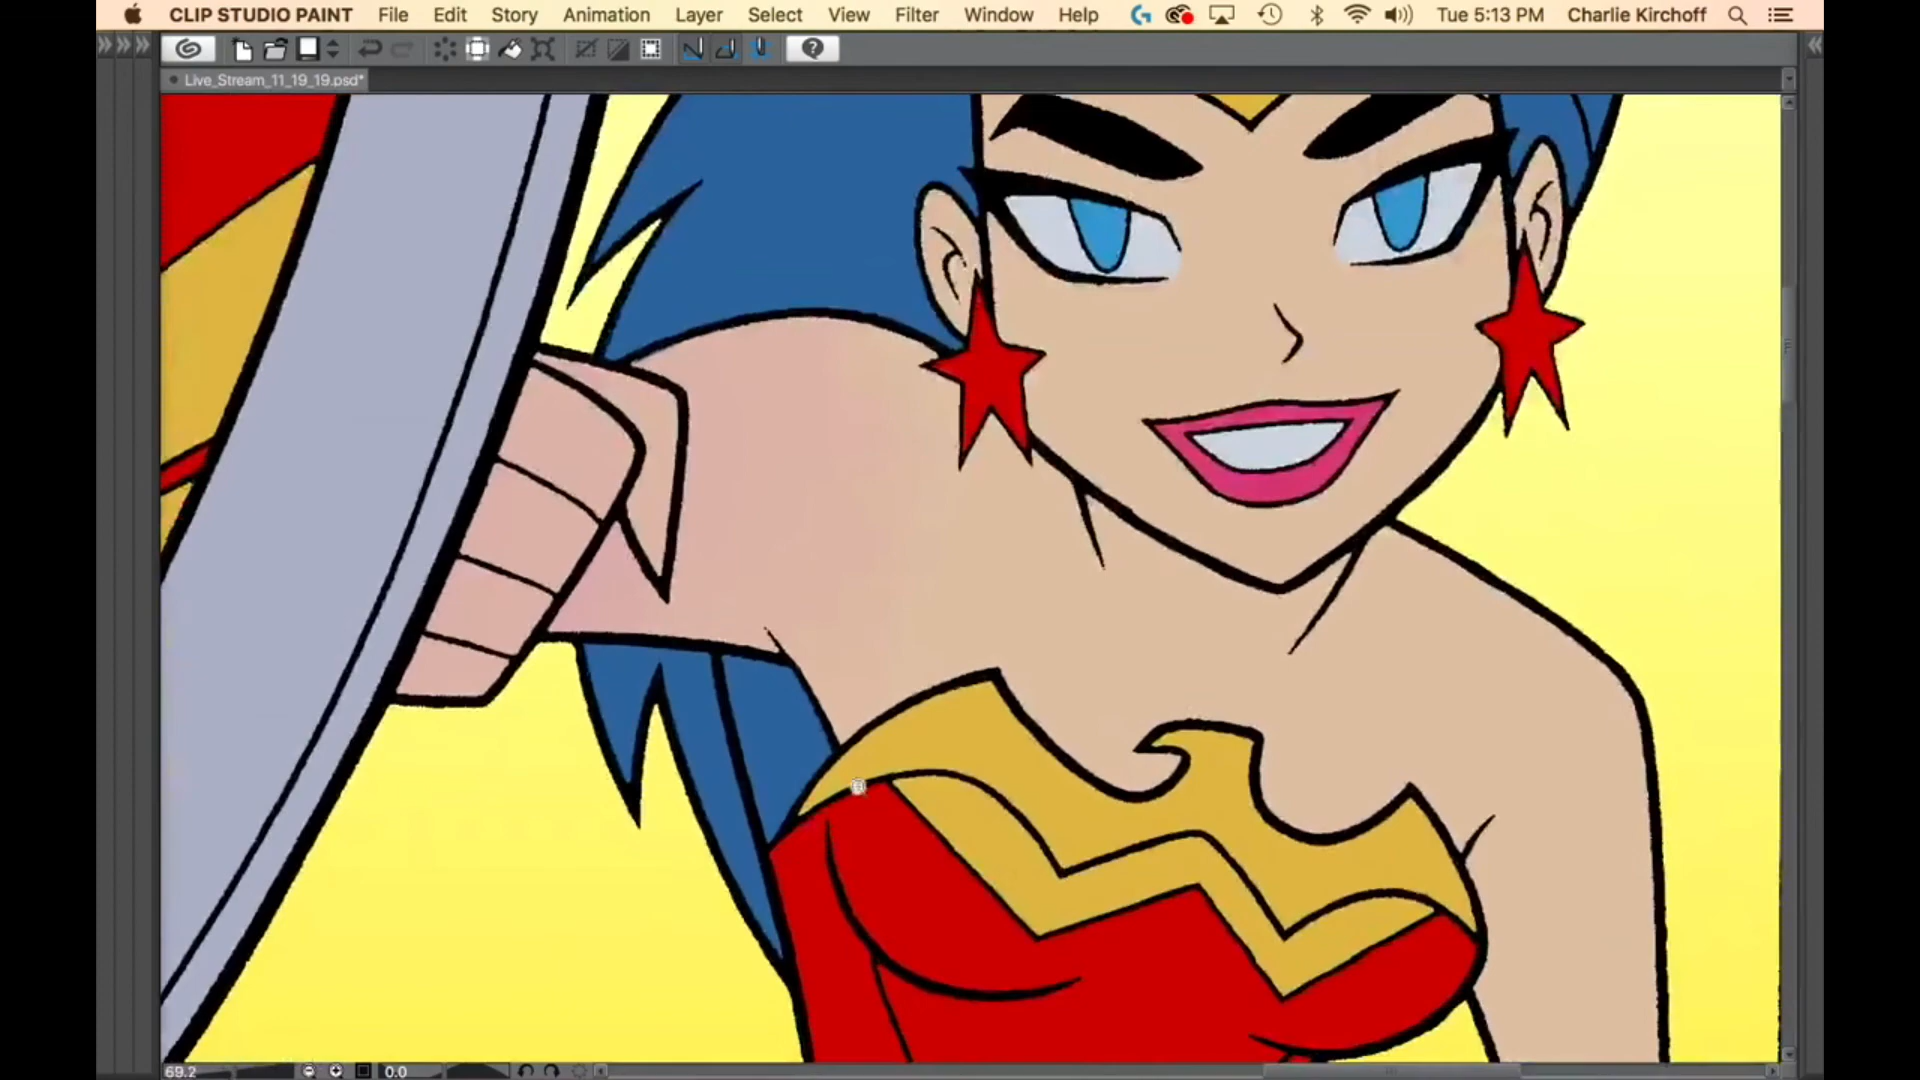 CLIP STUDIO PAINT File Edit Story Animation Layer Select View Filter Window Help Tue 5:13 PM Charlie Kirchoff
Live_Stream_11_19_19.psd*
69.2 0.0